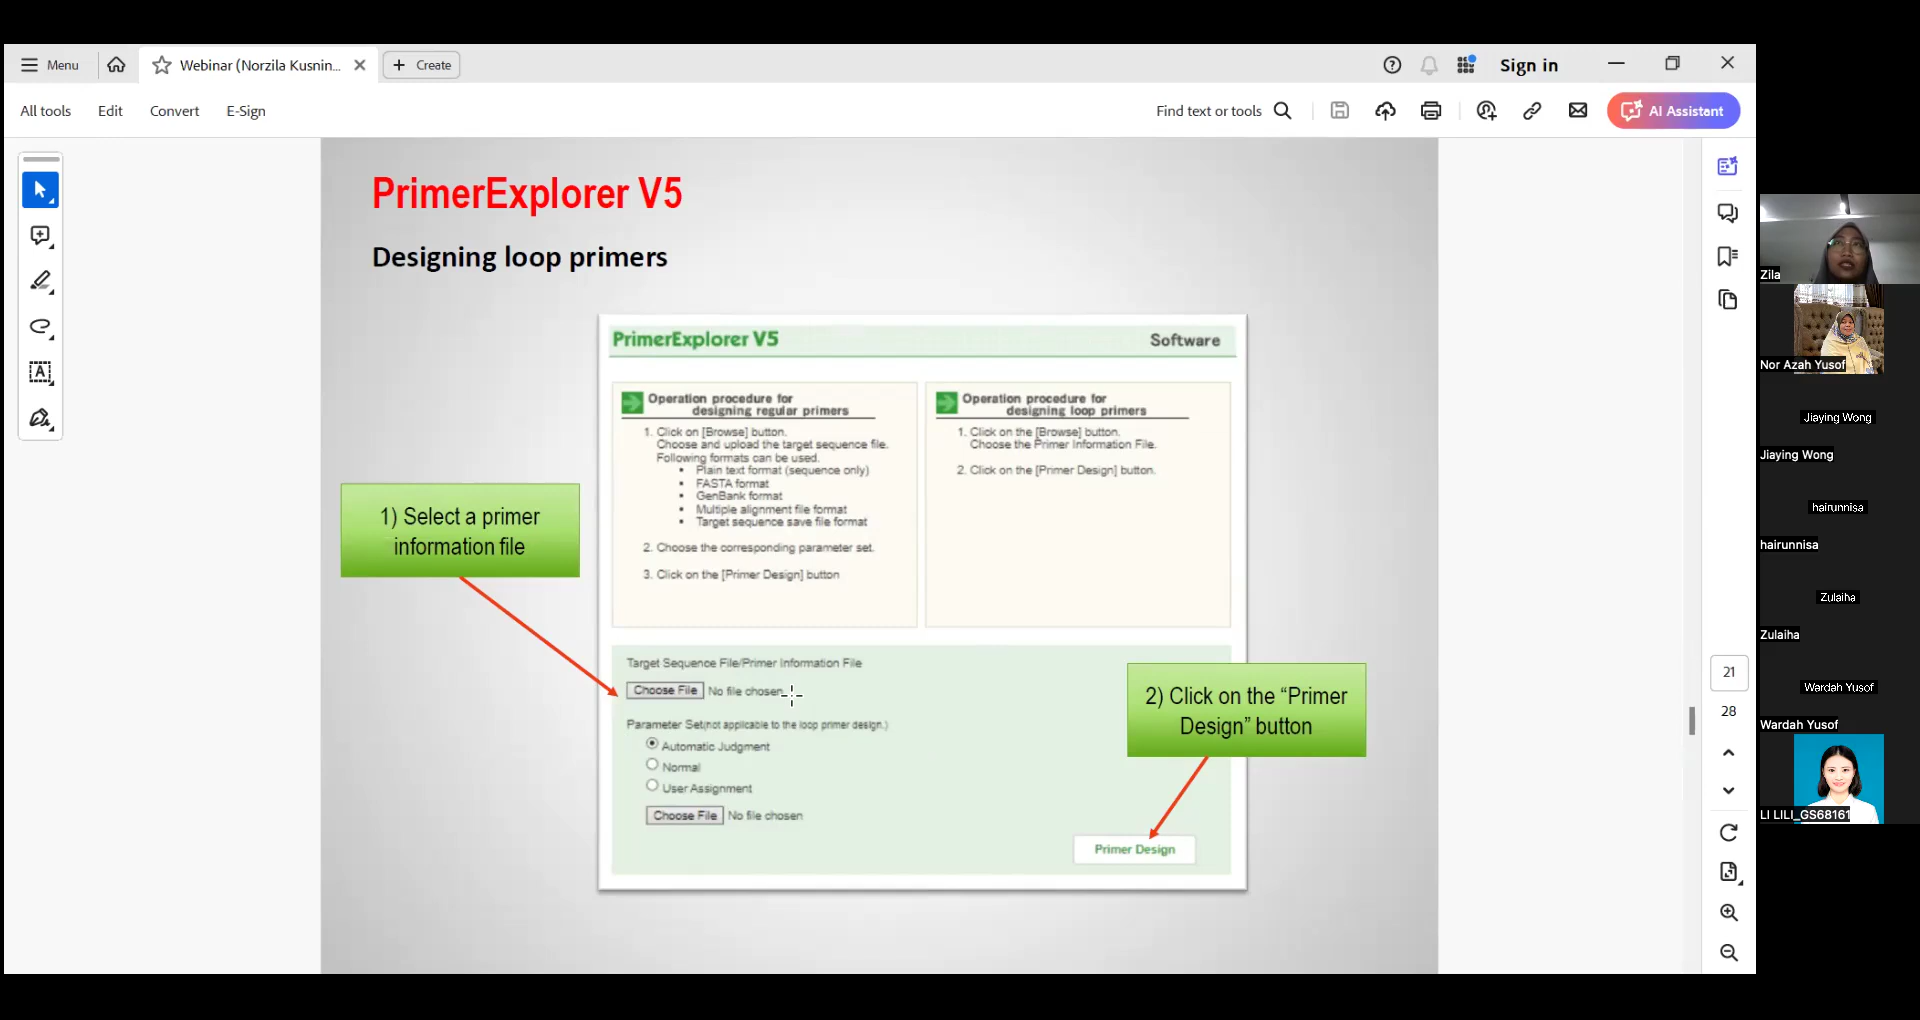 Menu
Webinar (Norzila Kusnin...
Create
Sign in
All tools
Edit
Convert
E-Sign
Find text or tools
AI Assistant
PrimerExplorer V5
Designing loop primers
PrimerExplorer V5
Software
Operation procedure for
designing regular primers
1. Click on [Browse] button.
Choose and upload the target sequence file.
Following formats can be used.
• Plain text format (sequence only)
• FASTA format
• GenBank format
• Multiple alignment file format
• Target sequence save file format
2. Choose the corresponding parameter set.
3. Click on the [Primer Design] button
Operation procedure for
designing loop primers
1. Click on the [Browse] button.
Choose the Primer Information File.
2. Click on the [Primer Design] button.
1) Select a primer
information file
Target Sequence File/Primer Information File
Choose File No file chosen
Parameter Set(not applicable to the loop primer design.)
Automatic Judgment
Normal
User Assignment
Choose File No file chosen
2) Click on the “Primer
Design” button
Primer Design
21
28
Zila
Nor Azah Yusof
Jiaying Wong
Jiaying Wong
hairunnisa
hairunnisa
Zulaiha
Zulaiha
Wardah Yusof
Wardah Yusof
LI LILI_GS68161